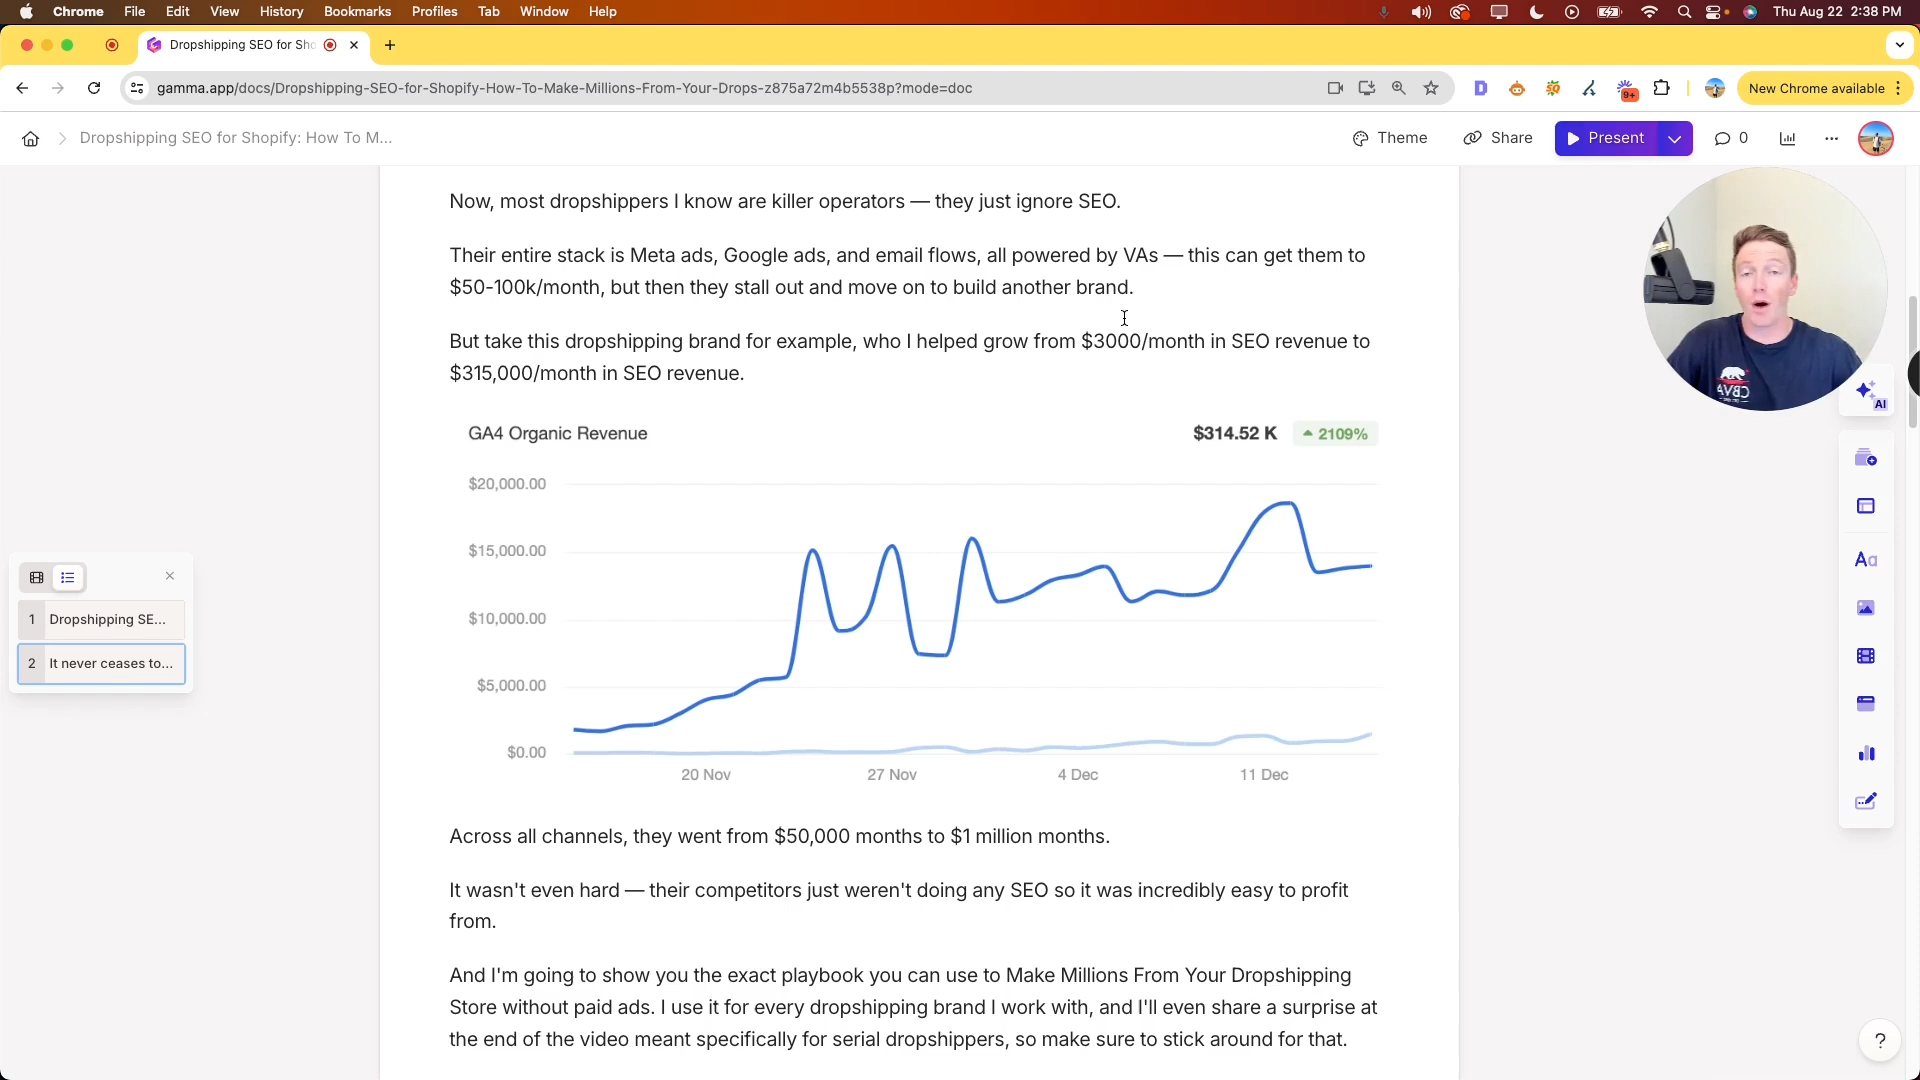 Chrome File Edit View History Bookmarks Profiles Tab Window Help
Thu Aug 22 2:38 PM
Dropshipping SEO for Sho
gamma.app/docs/Dropshipping-SEO-for-Shopify-How-To-Make-Millions-From-Your-Drops-z875a72m4b5538p?mode=doc
9+
New Chrome available
Dropshipping SEO for Shopify: How To M...
Theme Share Present 0
Now, most dropshippers I know are killer operators — they just ignore SEO.
Their entire stack is Meta ads, Google ads, and email flows, all powered by VAs — this can get them to
$50-100k/month, but then they stall out and move on to build another brand.
But take this dropshipping brand for example, who I helped grow from $3000/month in SEO revenue to
$315,000/month in SEO revenue.
GA4 Organic Revenue
$314.52 K 2109%
$20,000.00
$15,000.00
$10,000.00
$5,000.00
$0.00
20 Nov 27 Nov 4 Dec 11 Dec
1 Dropshipping SE...
2 It never ceases to...
AI
Aa
Across all channels, they went from $50,000 months to $1 million months.
It wasn't even hard — their competitors just weren't doing any SEO so it was incredibly easy to profit
from.
And I'm going to show you the exact playbook you can use to Make Millions From Your Dropshipping
Store without paid ads. I use it for every dropshipping brand I work with, and I'll even share a surprise at
the end of the video meant specifically for serial dropshippers, so make sure to stick around for that.
?